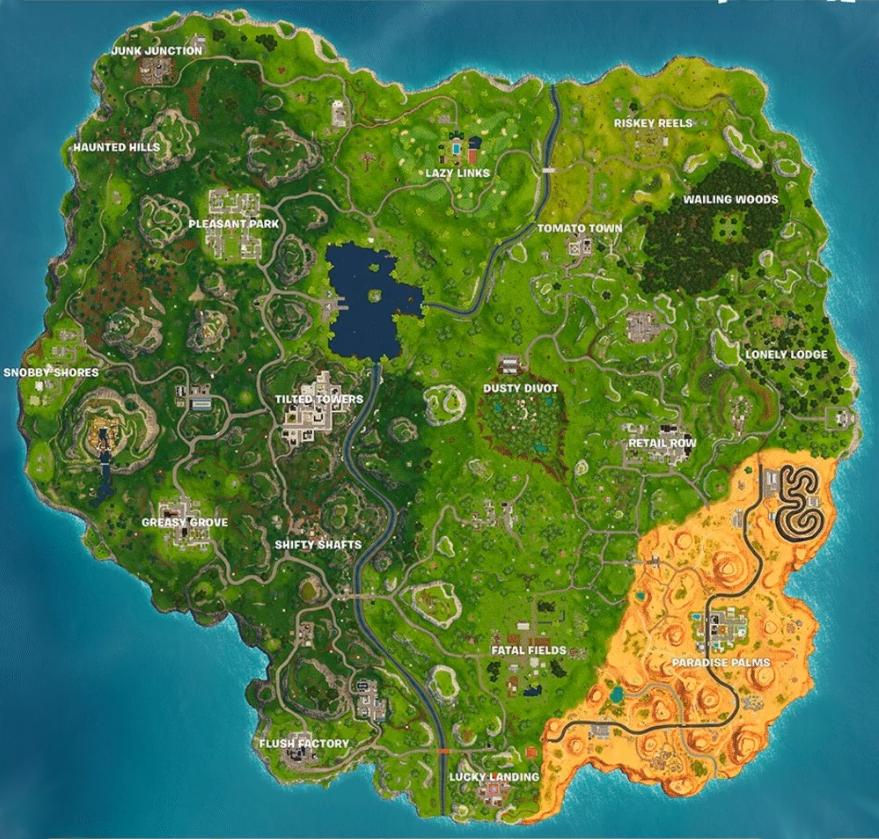 JUNK JUNCTION
RISKEY REELS
HAUNTED HILLS
LAZY LINKS
WAILING WOODS
PLEASANT PARK
TOMATO TOWN
LONELY LODGE
SNOBBY SHORES
DUSTY DIVOT
TILTED TOWERS
RETAIL ROW
GREASY GROVE
SHIFTY SHAFTS
FATAL FIELDS
PARADISE PALMS
FLUSH FACTORY
LUCKY LANDING